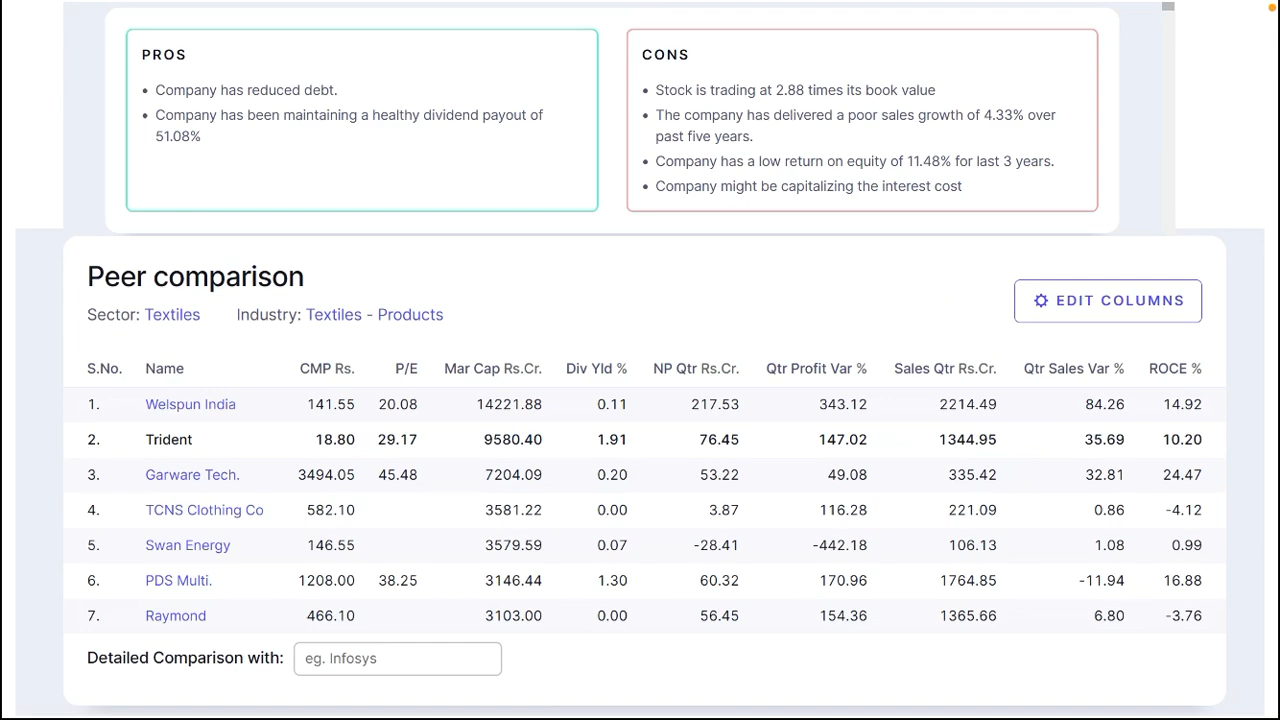 PROS
• Company has reduced debt.
• Company has been maintaining a healthy dividend payout of
51.08%
CONS
• Stock is trading at 2.88 times its book value
• The company has delivered a poor sales growth of 4.33% over
past five years.
• Company has a low return on equity of 11.48% for last 3 years.
• Company might be capitalizing the interest cost
Peer comparison
Sector: Textiles Industry: Textiles - Products
EDIT COLUMNS
S.No. Name CMP Rs. P/E Mar Cap Rs.Cr. Div Yld % NP Qtr Rs.Cr. Qtr Profit Var % Sales Qtr Rs.Cr. Qtr Sales Var % ROCE %
1. Welspun India 141.55 20.08 14221.88 0.11 217.53 343.12 2214.49 84.26 14.92
2. Trident 18.80 29.17 9580.40 1.91 76.45 147.02 1344.95 35.69 10.20
3. Garware Tech. 3494.05 45.48 7204.09 0.20 53.22 49.08 335.42 32.81 24.47
4. TCNS Clothing Co 582.10 3581.22 0.00 3.87 116.28 221.09 0.86 -4.12
5. Swan Energy 146.55 3579.59 0.07 -28.41 -442.18 106.13 1.08 0.99
6. PDS Multi. 1208.00 38.25 3146.44 1.30 60.32 170.96 1764.85 -11.94 16.88
7. Raymond 466.10 3103.00 0.00 56.45 154.36 1365.66 6.80 -3.76
Detailed Comparison with: eg. Infosys